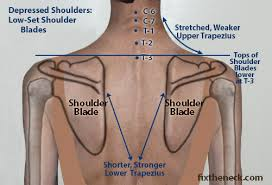 Depressed Shoulders:
Low-Set Shoulder
Blades
C-6
C-7
T-1
T-2
T-3
Stretched, Weaker
Upper Trapezius
Tops of
Shoulder
Blades
lower
at T-3
Shoulder
Blade
Shoulder
Blade
Shorter, Stronger
Lower Trapezius
fixtheneck.com